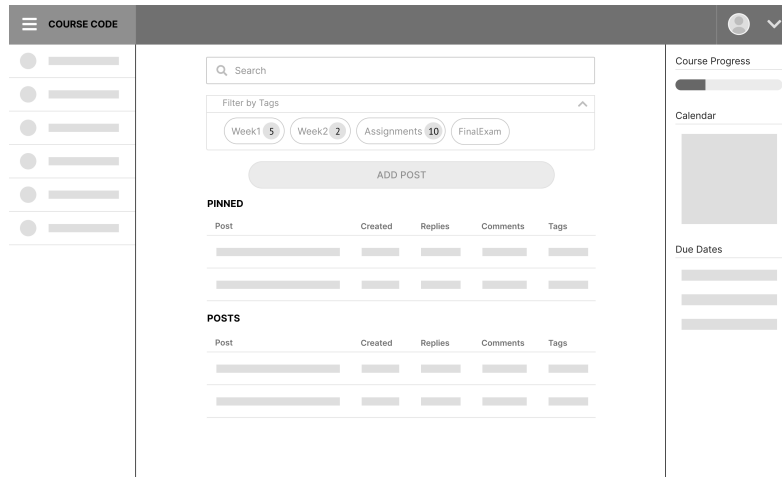 COURSE CODE
Search
Filter by Tags
Week1 5 Week2 2 Assignments 10 FinalExam
ADD POST
PINNED
Post Created Replies Comments Tags
POSTS
Post Created Replies Comments Tags
Course Progress
Calendar
Due Dates